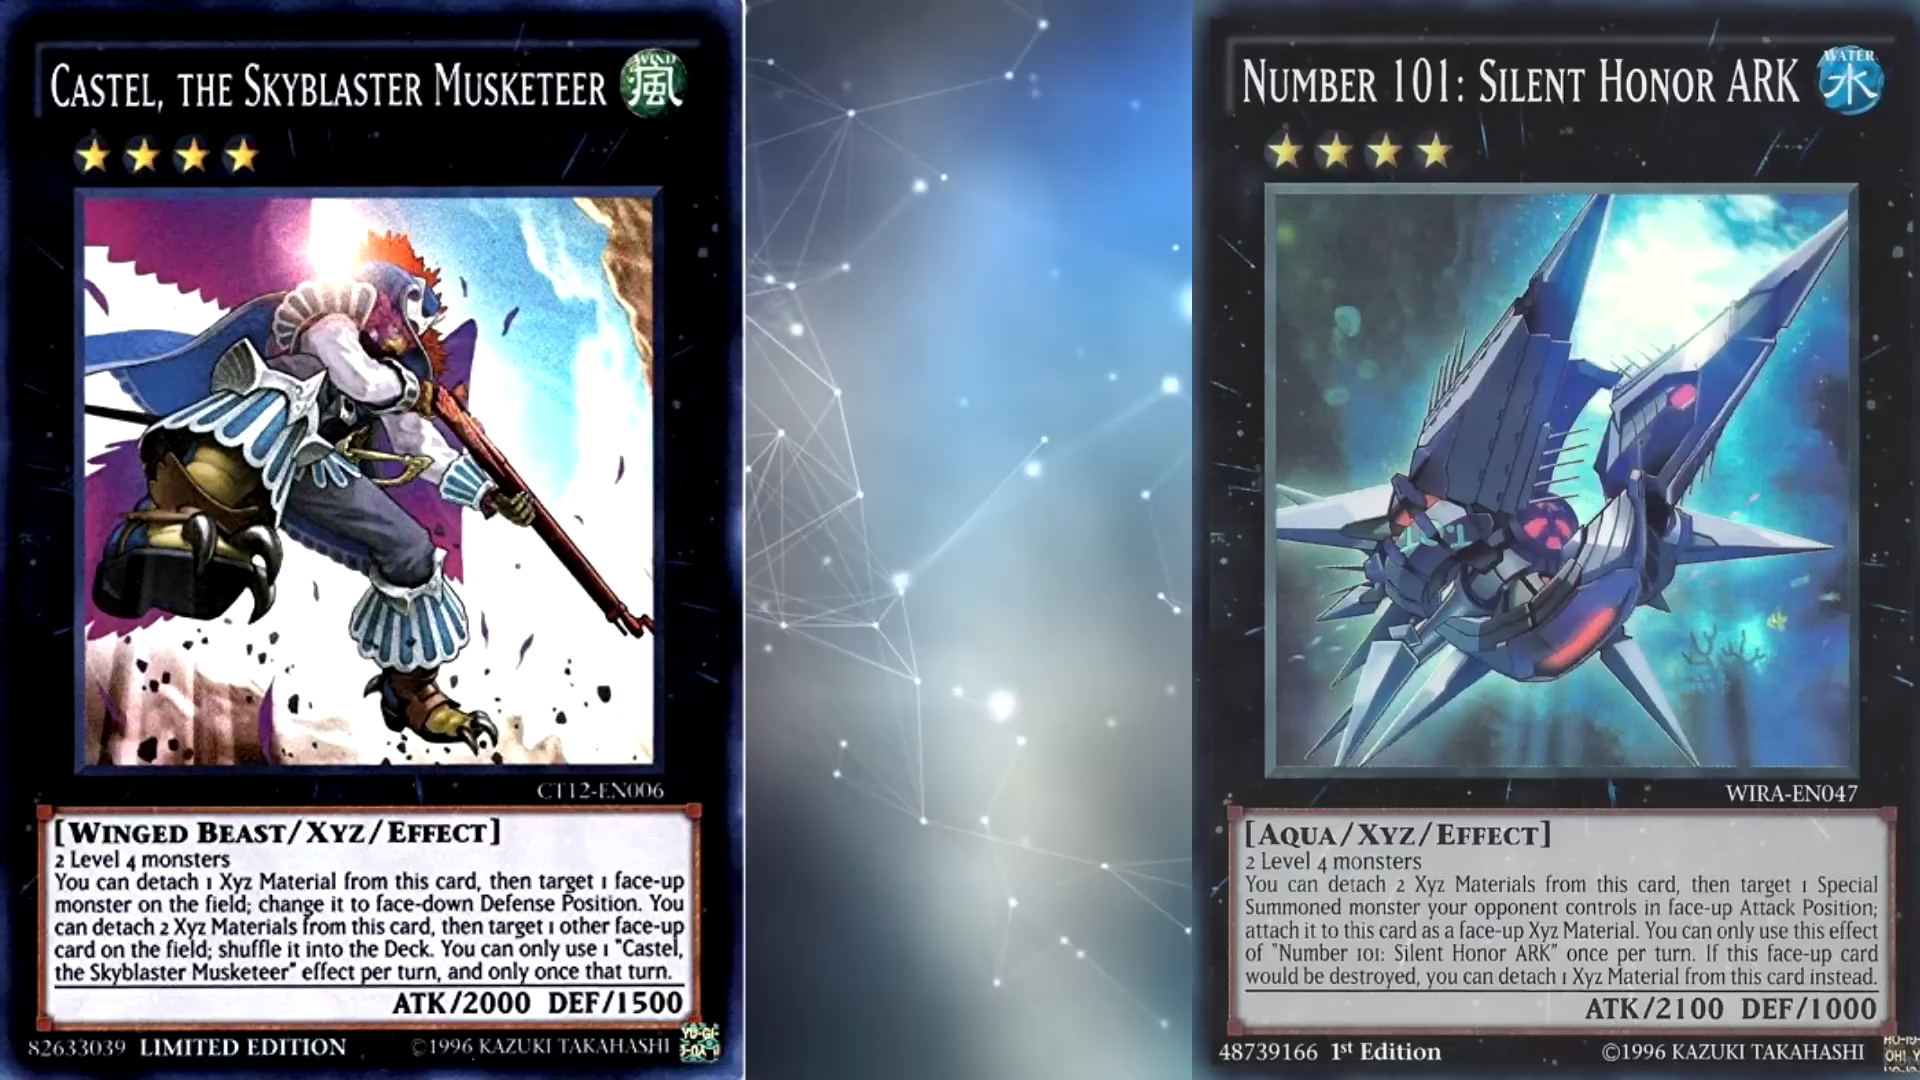 CASTEL, THE SKYBLASTER MUSKETEER
WIND
風
CT12-EN006
[WINGED BEAST/XYZ/EFFECT]
2 Level 4 monsters
You can detach 1 Xyz Material from this card, then target 1 face-up
monster on the field; change it to face-down Defense Position. You
can detach 2 Xyz Materials from this card, then target 1 other face-up
card on the field; shuffle it into the Deck. You can only use 1 "Castel,
the Skyblaster Musketeer" effect per turn, and only once that turn.
ATK/2000 DEF/1500
82633039 LIMITED EDITION
©1996 KAZUKI TAKAHASHI
NUMBER 101: SILENT HONOR ARK
WATER
水
101
WIRA-EN047
[AQUA/XYZ/EFFECT]
2 Level 4 monsters
You can detach 2 Xyz Materials from this card, then target 1 Special
Summoned monster your opponent controls in face-up Attack Position;
attach it to this card as a face-up Xyz Material. You can only use this effect
of "Number 101: Silent Honor ARK" once per turn. If this face-up card
would be destroyed, you can detach 1 Xyz Material from this card instead.
ATK/2100 DEF/1000
48739166 1st Edition
©1996 KAZUKI TAKAHASHI